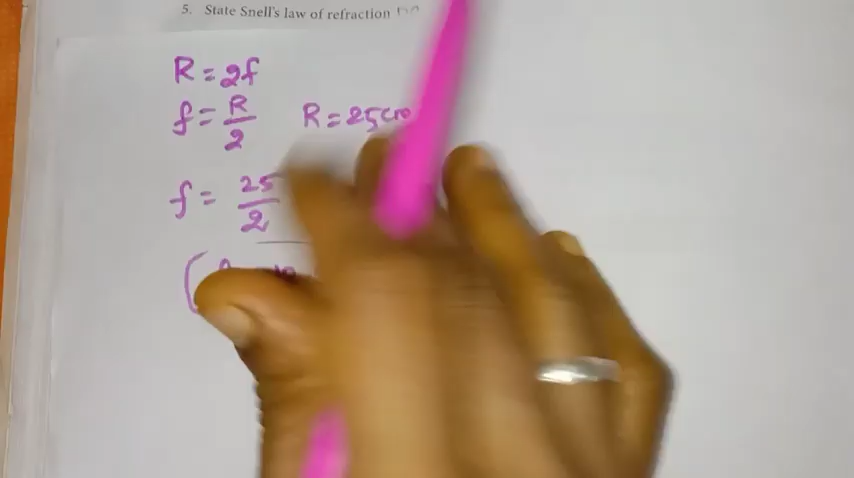 5. State Snell's law of refraction
R = 2f
f = R/2 R = 25cm
f = 25/2